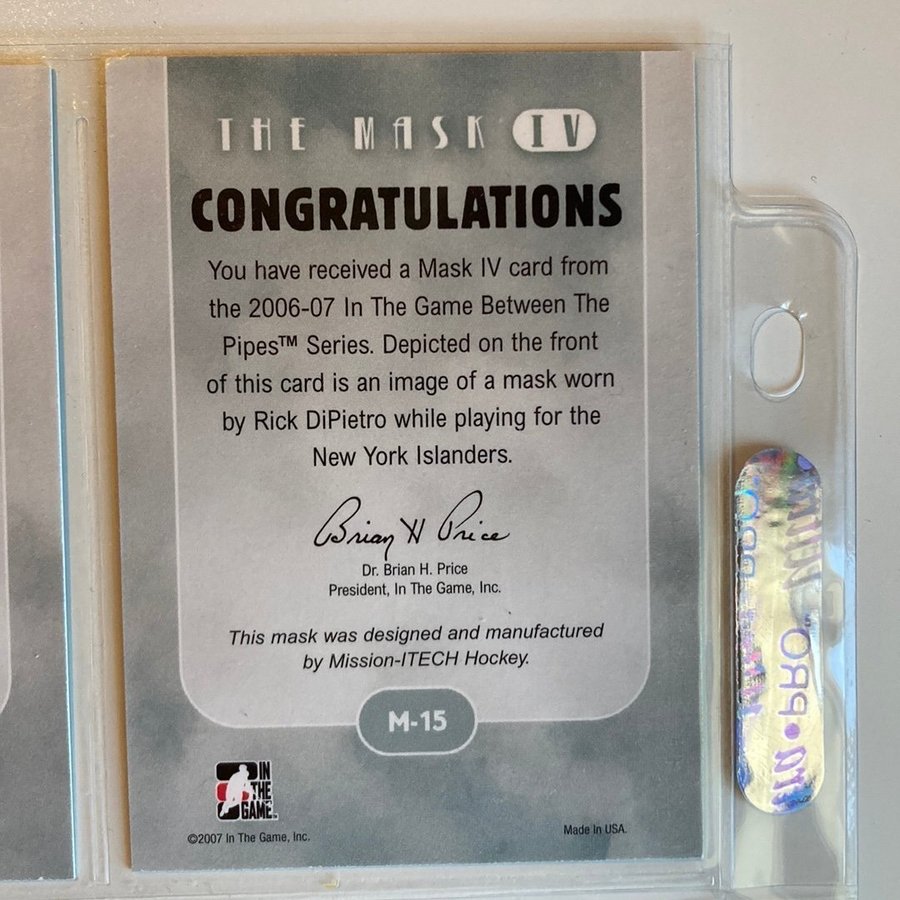 THE MASK IV
CONGRATULATIONS
You have received a Mask IV card from
the 2006-07 In The Game Between The
Pipes™ Series. Depicted on the front
of this card is an image of a mask worn
by Rick DiPietro while playing for the
New York Islanders.
Brian H Price
Dr. Brian H. Price
President, In The Game, Inc.
This mask was designed and manufactured
by Mission-ITECH Hockey.
M-15
IN
THE
GAME
©2007 In The Game, Inc.
Made In USA.
PRO